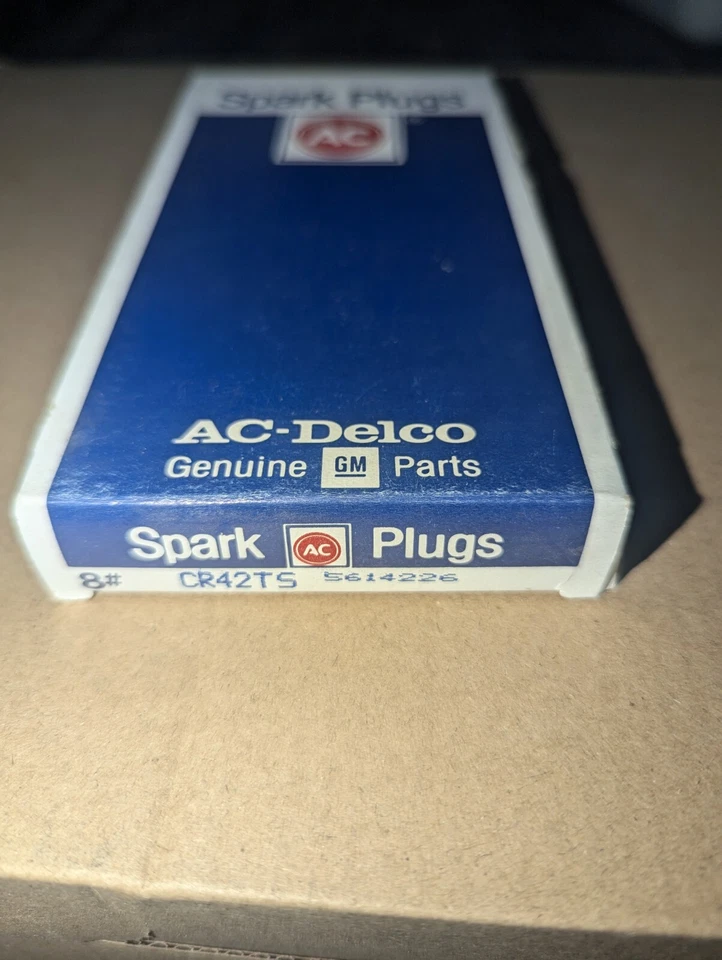 Spark Plugs
AC
AC-Delco
Genuine GM Parts
Spark AC Plugs
8# CR42TS 5614226